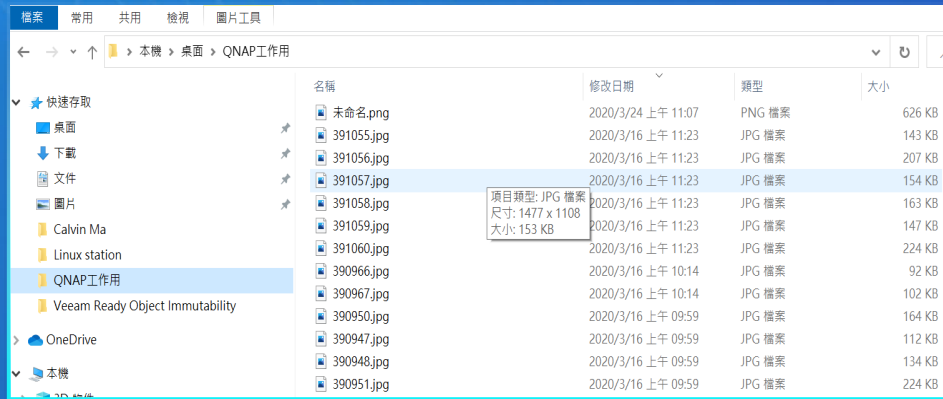 檔案 常用 共用 檢視 圖片工具
本機 桌面 QNAP工作用
名稱 修改日期 類型 大小
快速存取
桌面
下載
文件
圖片
Calvin Ma
Linux station
QNAP工作用
Veeam Ready Object Immutability
OneDrive
本機
未命名.png 2020/3/24 上午 11:07 PNG 檔案 626 KB
391055.jpg 2020/3/16 上午 11:23 JPG 檔案 143 KB
391056.jpg 2020/3/16 上午 11:23 JPG 檔案 207 KB
391057.jpg 2020/3/16 上午 11:23 JPG 檔案 154 KB
391058.jpg 2020/3/16 上午 11:23 JPG 檔案 163 KB
391059.jpg 2020/3/16 上午 11:23 JPG 檔案 147 KB
391060.jpg 2020/3/16 上午 11:23 JPG 檔案 224 KB
390966.jpg 2020/3/16 上午 10:14 JPG 檔案 92 KB
390967.jpg 2020/3/16 上午 10:14 JPG 檔案 102 KB
390950.jpg 2020/3/16 上午 09:59 JPG 檔案 164 KB
390947.jpg 2020/3/16 上午 09:59 JPG 檔案 112 KB
390948.jpg 2020/3/16 上午 09:59 JPG 檔案 134 KB
390951.jpg 2020/3/16 上午 09:59 JPG 檔案 224 KB
項目類型: JPG 檔案
尺寸: 1477 x 1108
大小: 153 KB